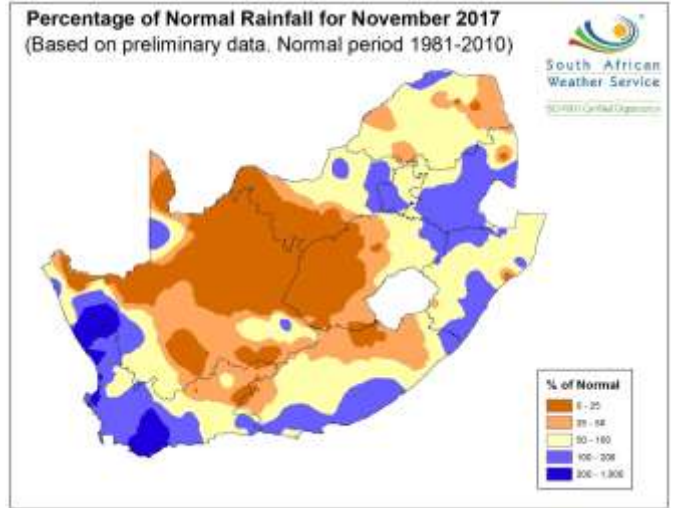 Percentage of Normal Rainfall for November 2017
(Based on preliminary data. Normal period 1981-2010)
South African
Weather Service
% of Normal
0 - 25
25 - 50
50 - 100
100 - 200
200 - 1,000